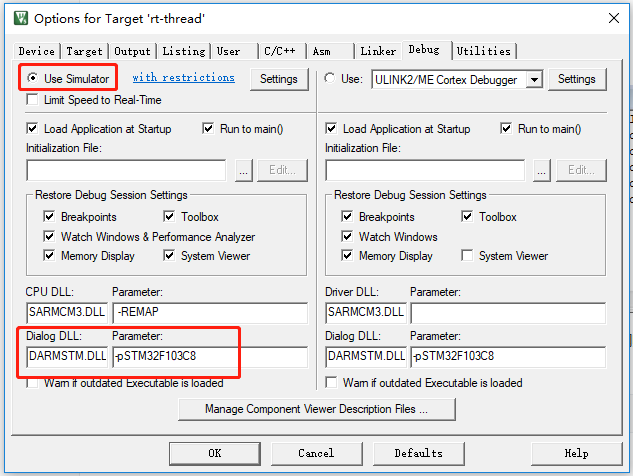 Options for Target 'rt-thread'
Device Target Output Listing User C/C++ Asm Linker Debug Utilities
Use Simulator with restrictions Settings
Limit Speed to Real-Time
Load Application at Startup Run to main()
Initialization File:
... Edit...
Restore Debug Session Settings
Breakpoints Toolbox
Watch Windows & Performance Analyzer
Memory Display System Viewer
CPU DLL: Parameter:
SARMCM3.DLL -REMAP
Dialog DLL: Parameter:
DARMSTM.DLL -pSTM32F103C8
Warn if outdated Executable is loaded
Use: ULINK2/ME Cortex Debugger Settings
Load Application at Startup Run to main()
Initialization File:
... Edit...
Restore Debug Session Settings
Breakpoints Toolbox
Watch Windows
Memory Display System Viewer
Driver DLL: Parameter:
SARMCM3.DLL
Dialog DLL: Parameter:
DARMSTM.DLL -pSTM32F103C8
Warn if outdated Executable is loaded
Manage Component Viewer Description Files ...
OK Cancel Defaults Help